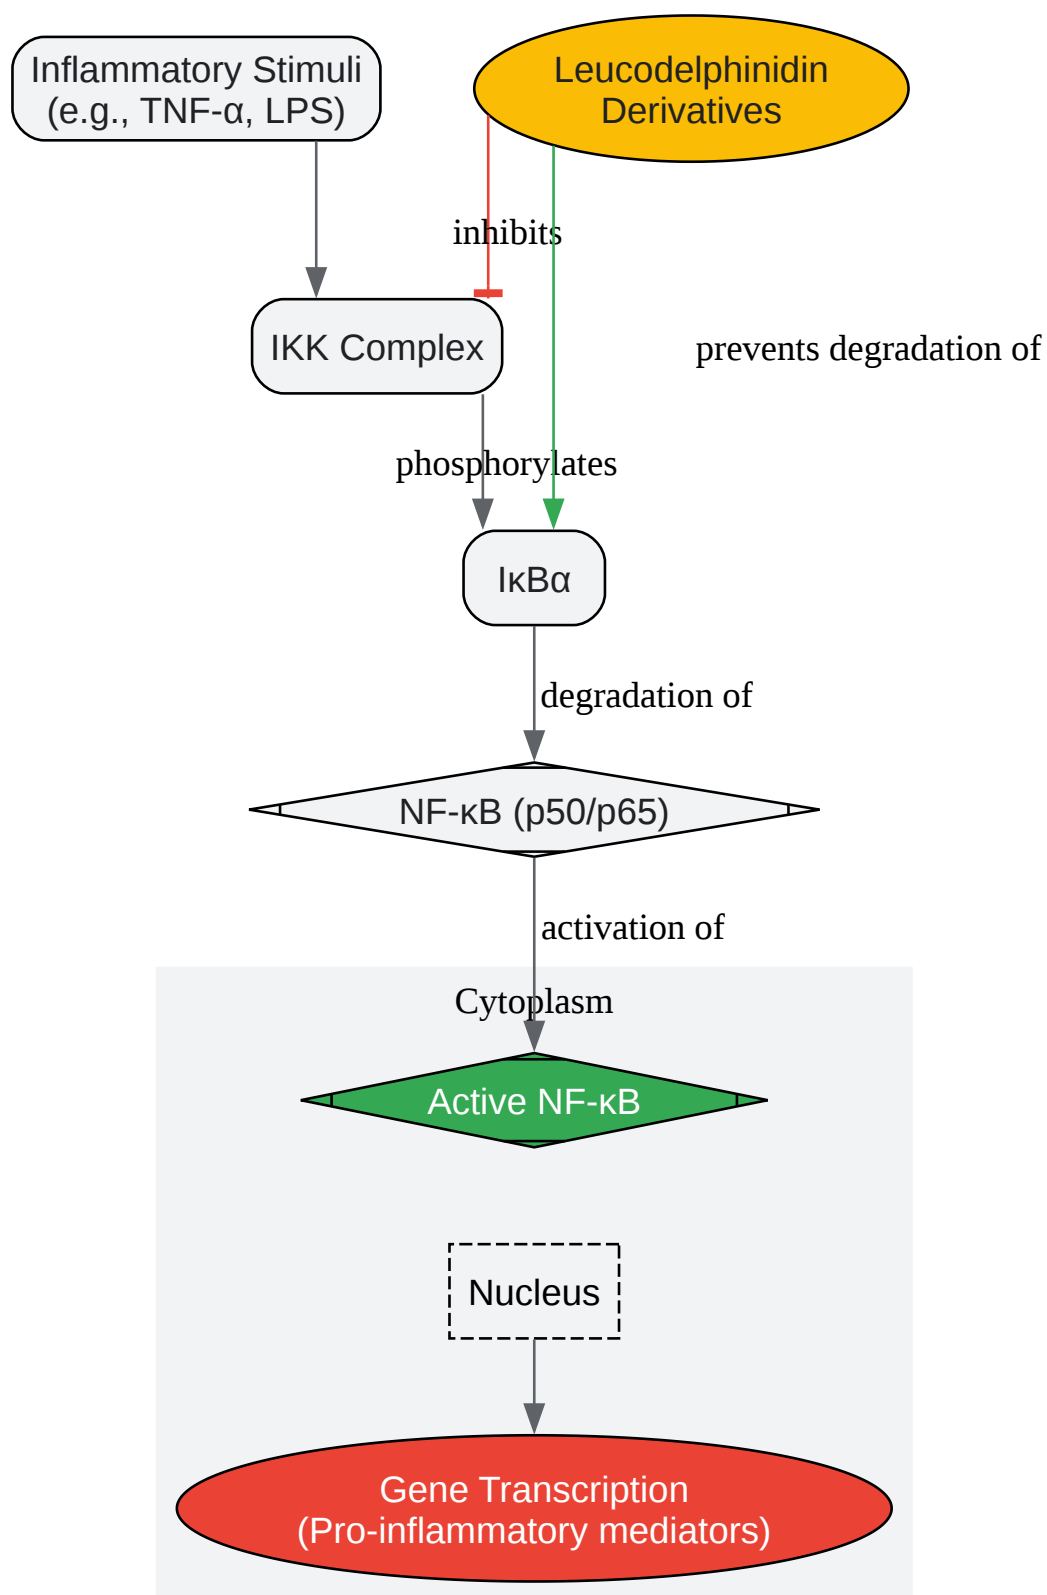 Inflammatory Stimuli
(e.g., TNF-α, LPS)
Leucodelphinidin
Derivatives
inhibits
IKK Complex
prevents degradation of
phosphorylates
IκBα
degradation of
NF-κB (p50/p65)
activation of
Cytoplasm
Active NF-κB
Nucleus
Gene Transcription
(Pro-inflammatory mediators)